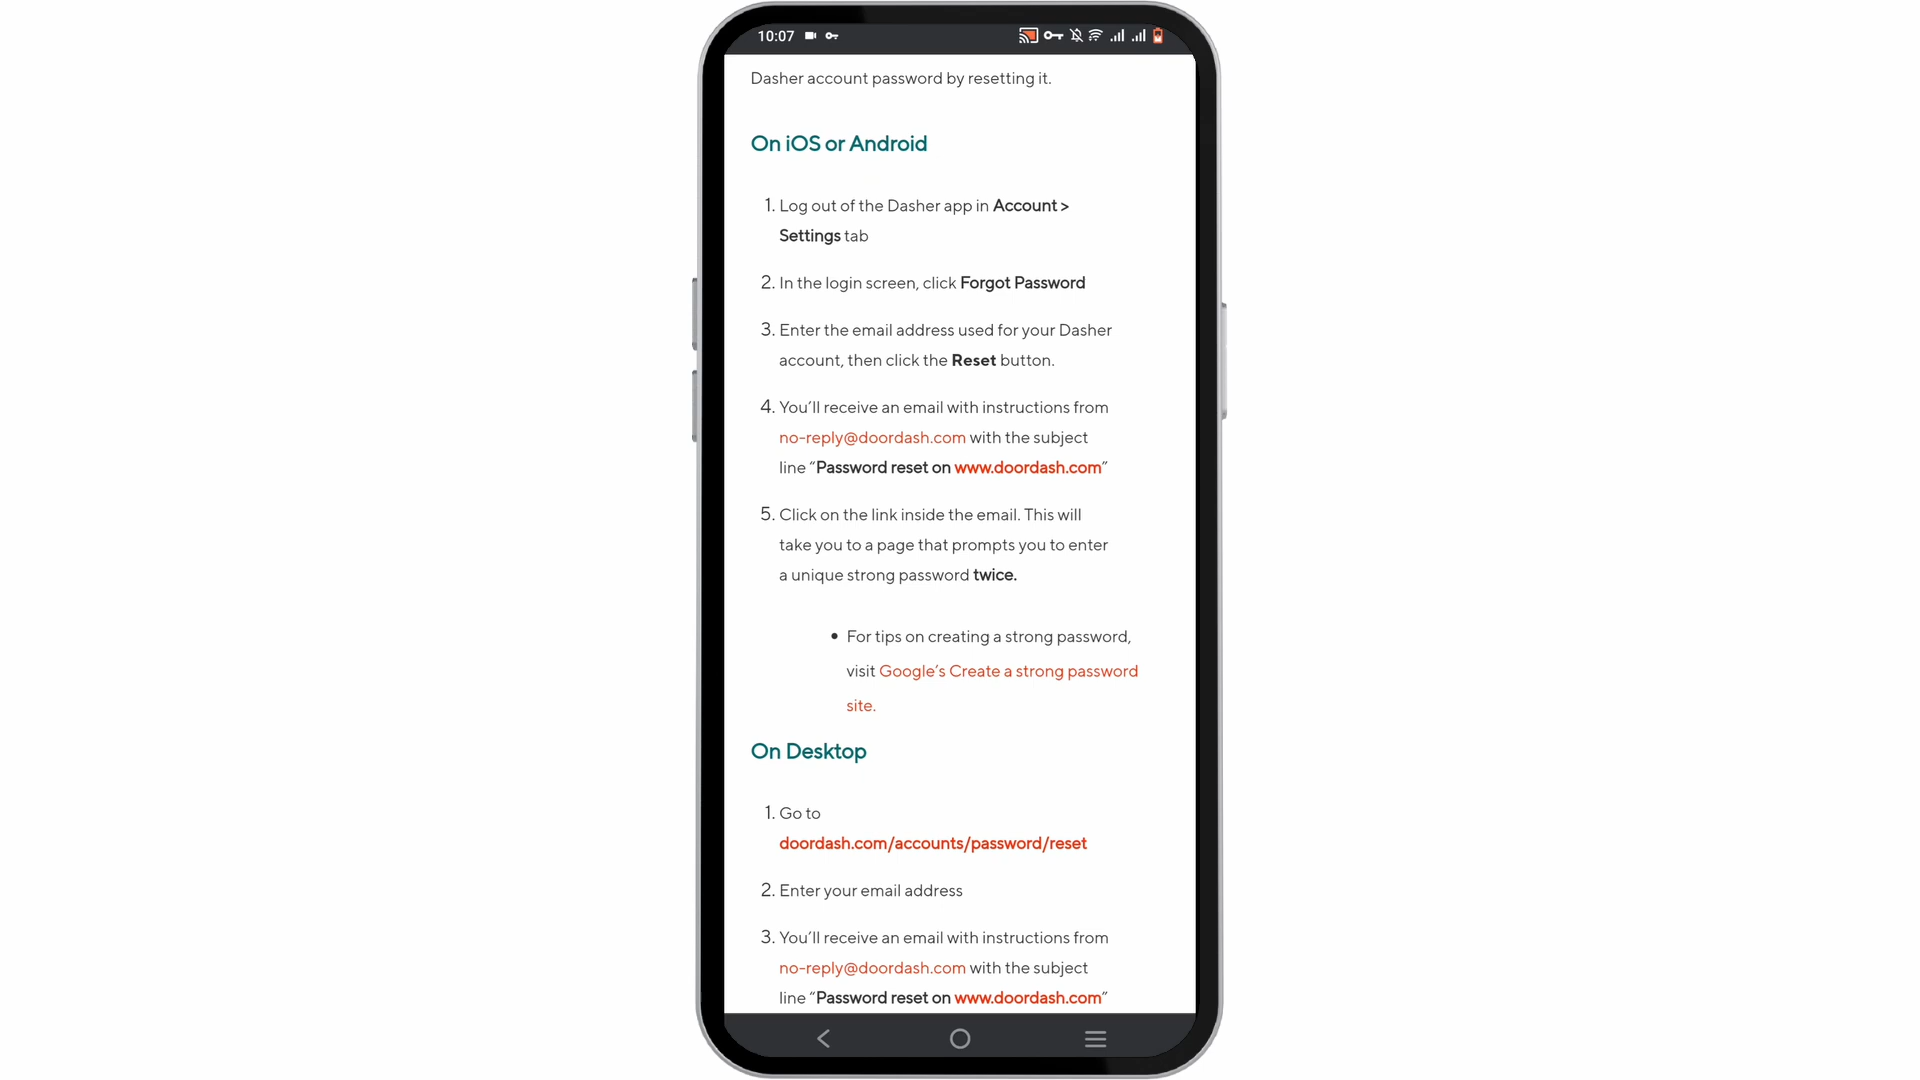 10:07
Dasher account password by resetting it.
On iOS or Android
1. Log out of the Dasher app in Account >
Settings tab
2. In the login screen, click Forgot Password
3. Enter the email address used for your Dasher
account, then click the Reset button.
4. You’ll receive an email with instructions from
no-reply@doordash.com with the subject
line “Password reset on www.doordash.com”
5. Click on the link inside the email. This will
take you to a page that prompts you to enter
a unique strong password twice.
• For tips on creating a strong password,
visit Google’s Create a strong password
site.
On Desktop
1. Go to
doordash.com/accounts/password/reset
2. Enter your email address
3. You’ll receive an email with instructions from
no-reply@doordash.com with the subject
line “Password reset on www.doordash.com”